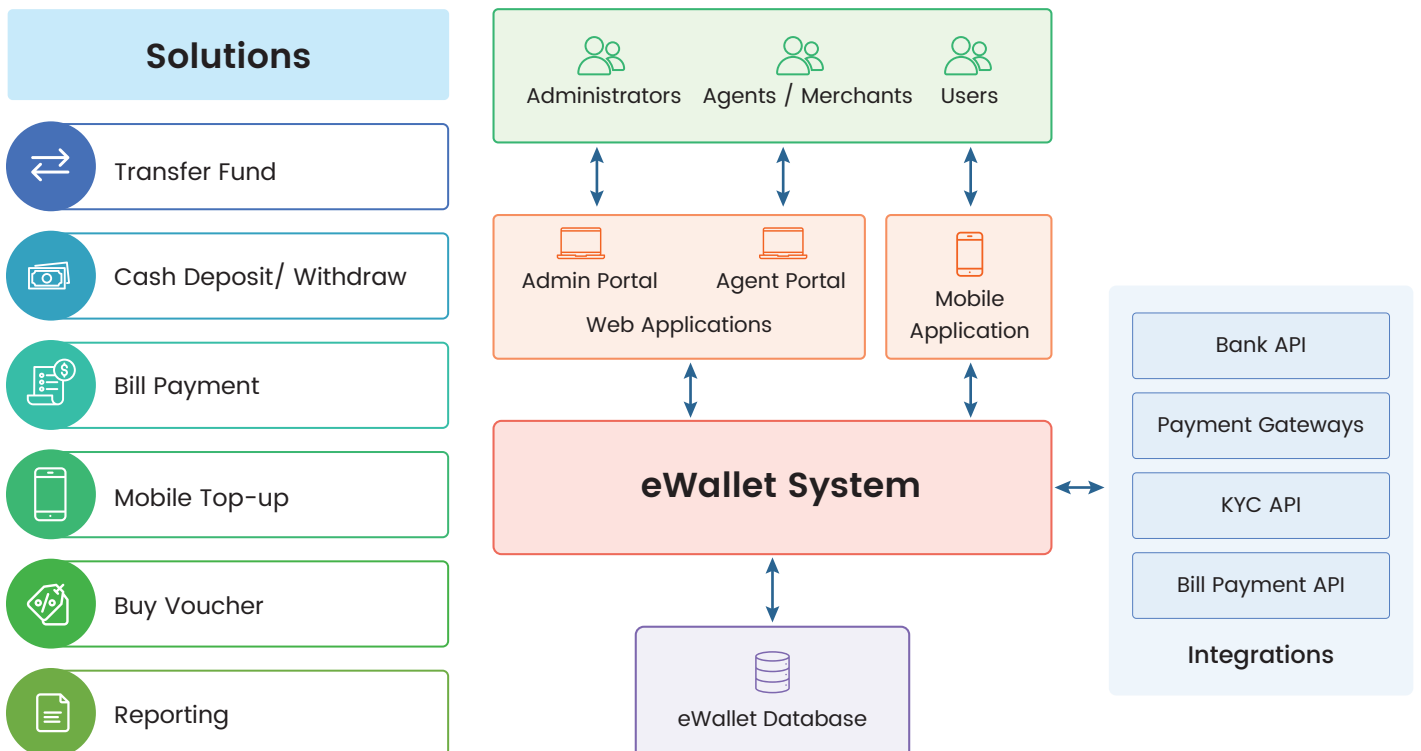 Solutions
Transfer Fund
Cash Deposit/ Withdraw
Bill Payment
Mobile Top-up
Buy Voucher
Reporting
Administrators
Agents / Merchants
Users
Admin Portal
Agent Portal
Web Applications
Mobile
Application
eWallet System
eWallet Database
Bank API
Payment Gateways
KYC API
Bill Payment API
Integrations